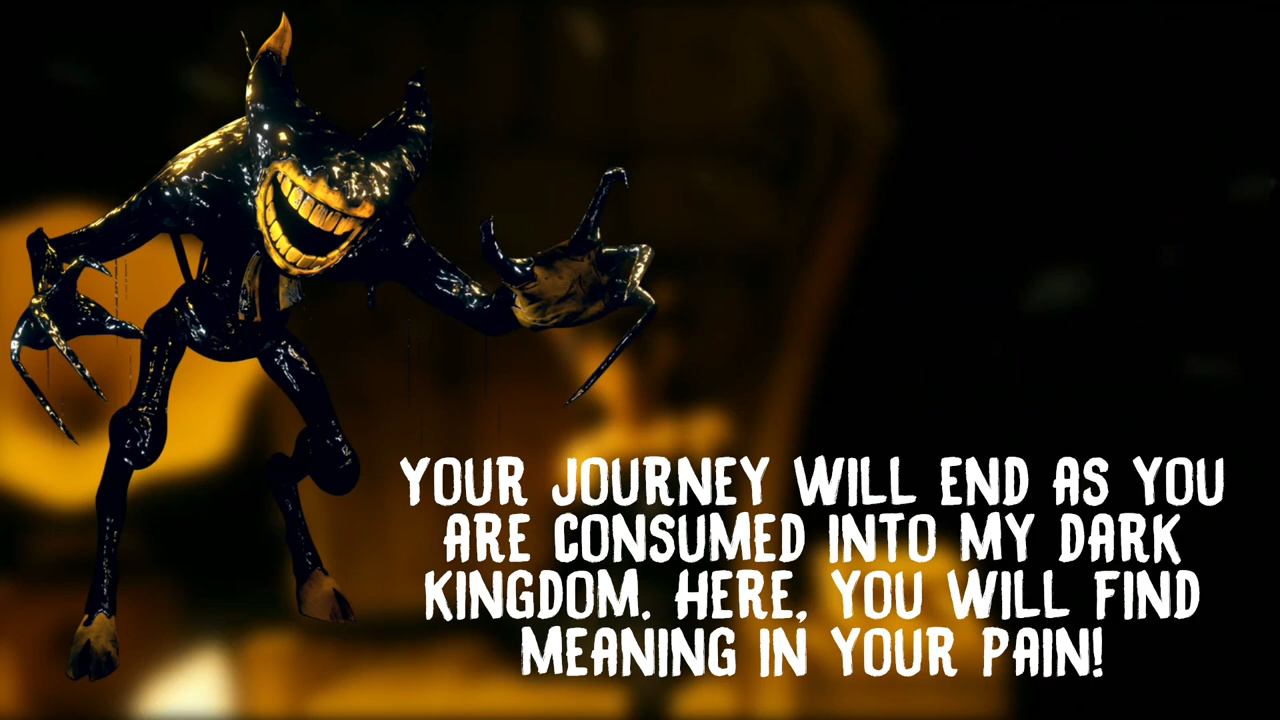 YOUR JOURNEY WILL END AS YOU
ARE CONSUMED INTO MY DARK
KINGDOM. HERE, YOU WILL FIND
MEANING IN YOUR PAIN!